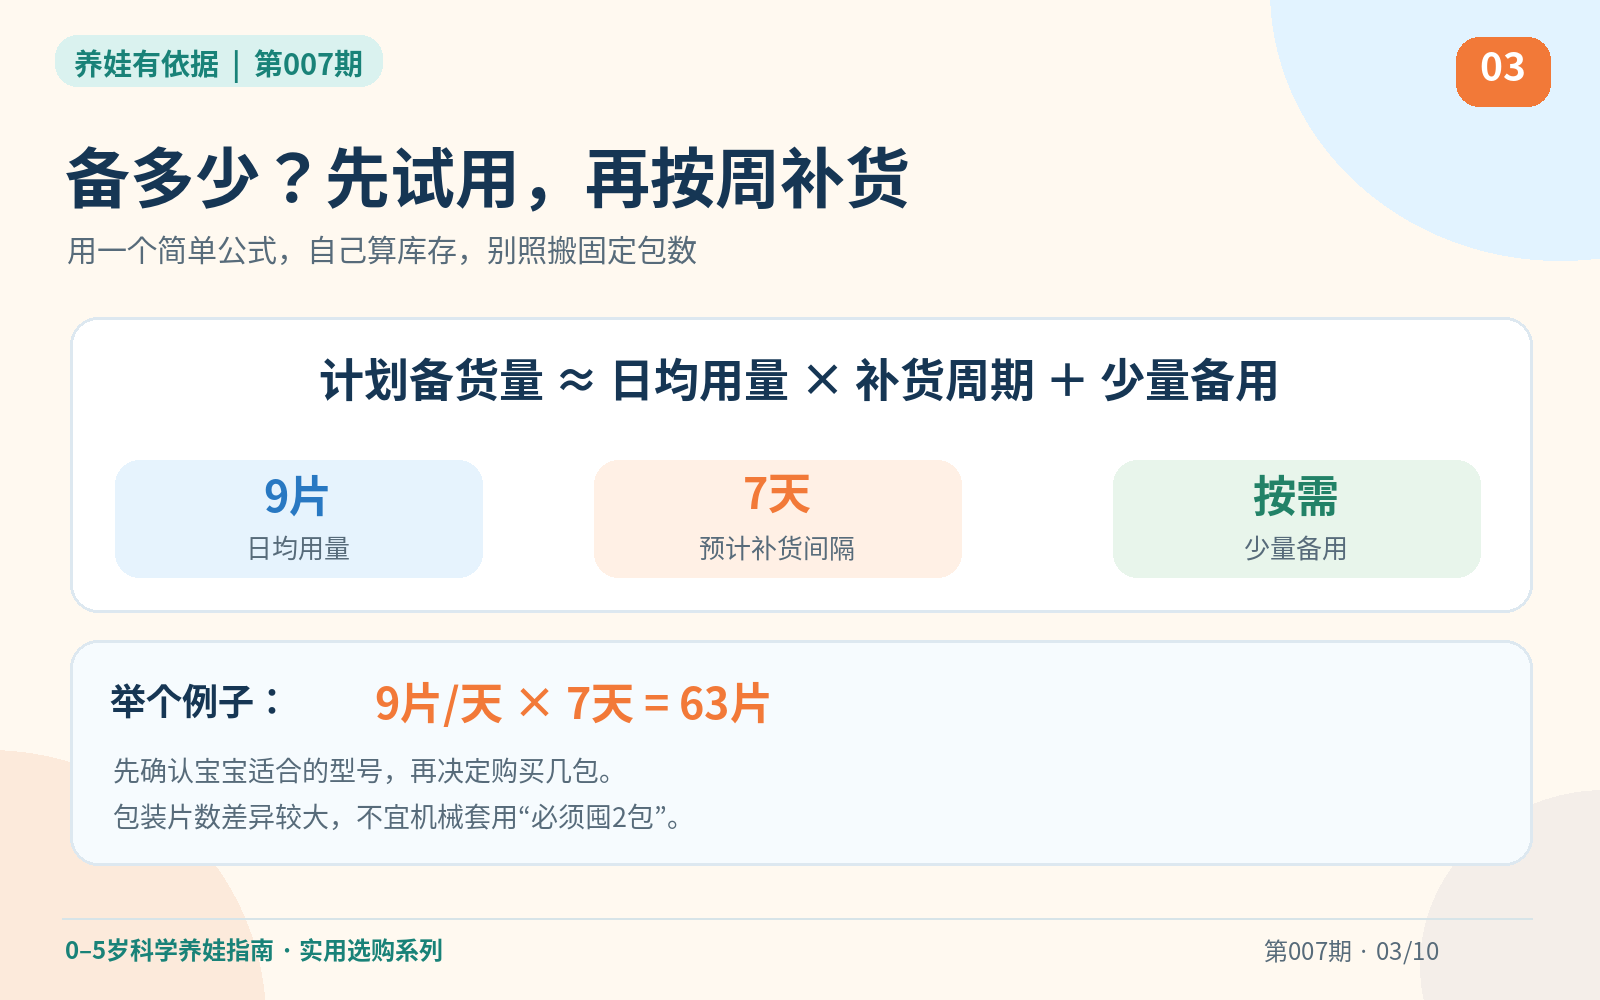 养娃有依据 | 第007期
03
备多少？先试用，再按周补货
用一个简单公式，自己算库存，别照搬固定包数
计划备货量 ≈ 日均用量 × 补货周期 + 少量备用
9片
日均用量
7天
预计补货间隔
按需
少量备用
举个例子：
9片/天 × 7天 = 63片
先确认宝宝适合的型号，再决定购买几包。
包装片数差异较大，不宜机械套用“必须囤2包”。
0–5岁科学养娃指南 · 实用选购系列
第007期 · 03/10